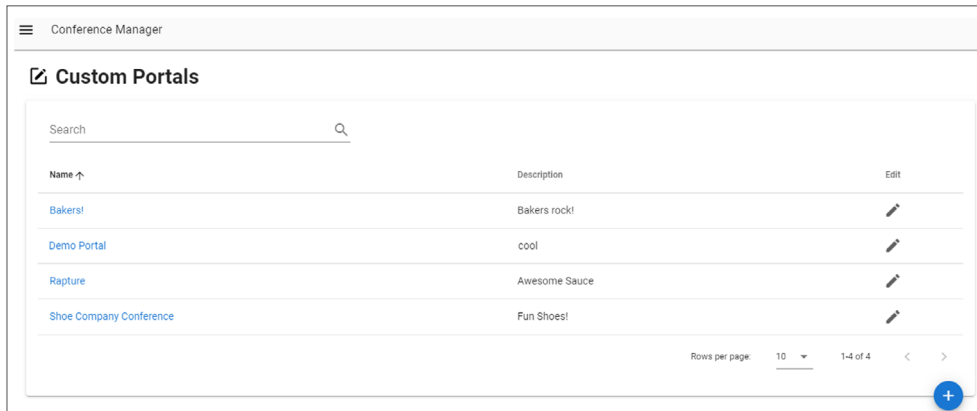 Conference Manager
Custom Portals
Search
Name Description Edit
Bakers! Bakers rock!
Demo Portal cool
Rapture Awesome Sauce
Shoe Company Conference Fun Shoes!
Rows per page: 10 1-4 of 4